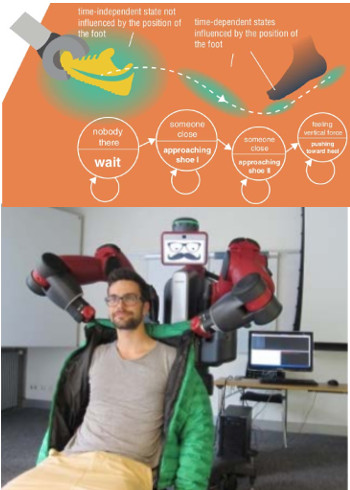 time-independent state not
influenced by the position of
the foot
time-dependent states
influenced by the position of
the foot
nobody
there
wait
someone
close
approaching
shoe I
someone
close
approaching
shoe II
feeling
vertical force
pushing
toward heel